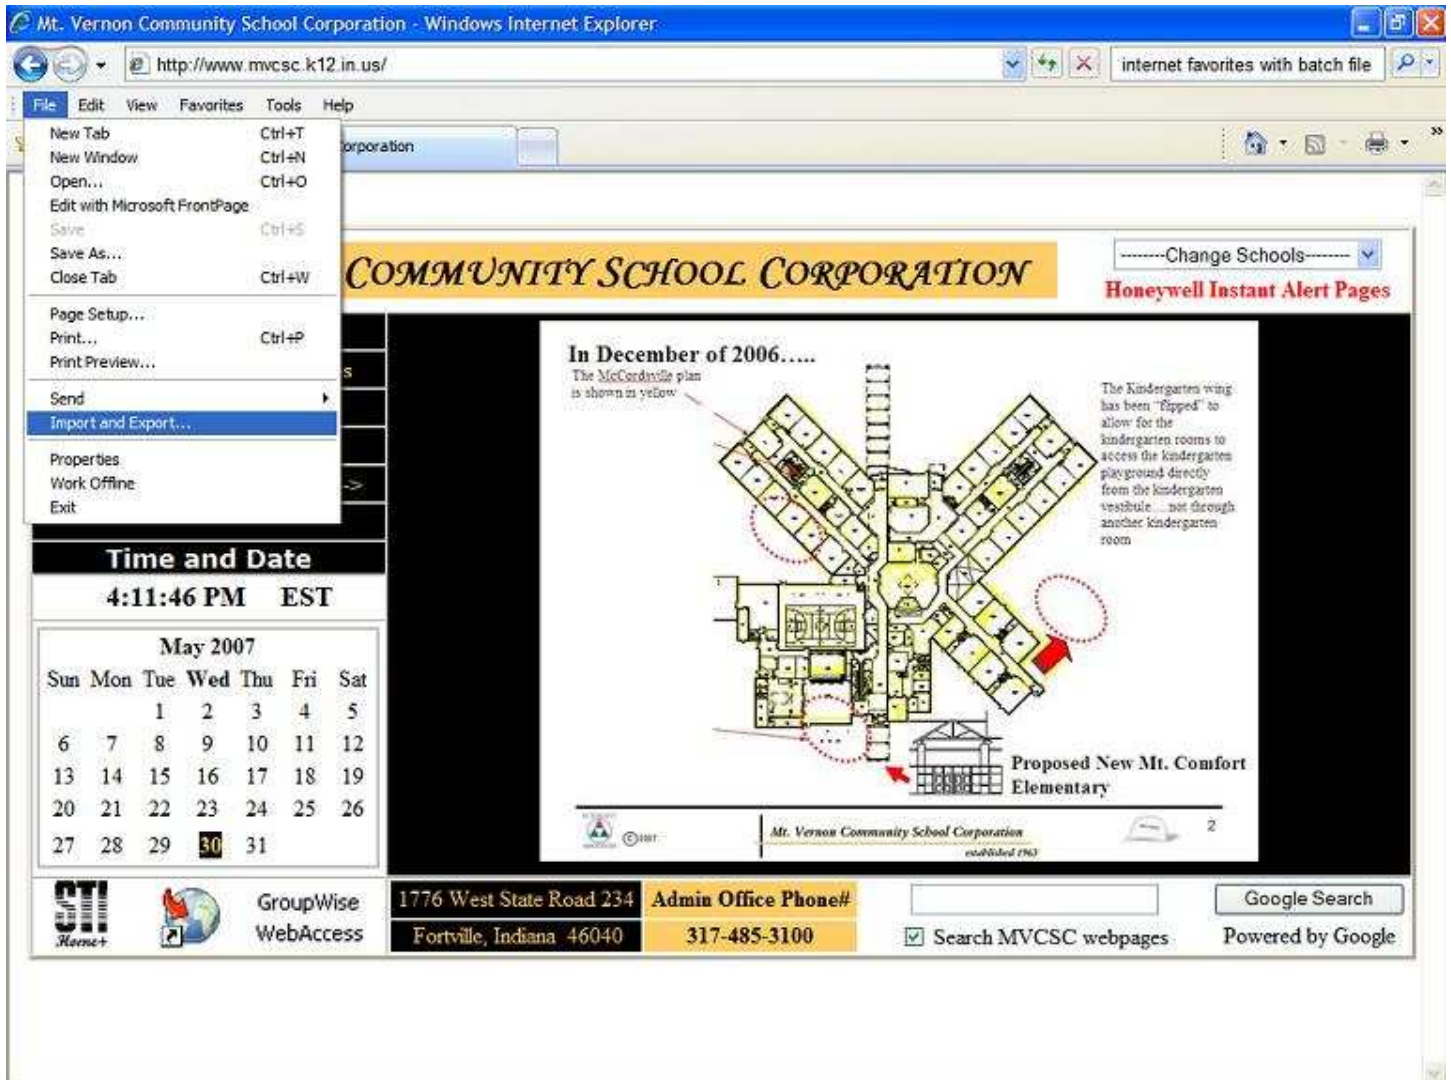 Mt. Vernon Community School Corporation - Windows Internet Explorer
http://www.mvcsc.k12.in.us/
internet favorites with batch file
File Edit View Favorites Tools Help
New Tab Ctrl+T
New Window Ctrl+N
Open... Ctrl+O
Edit with Microsoft FrontPage
Save Ctrl+S
Save As...
Close Tab Ctrl+W
Page Setup...
Print... Ctrl+P
Print Preview...
Send
Import and Export...
Properties
Work Offline
Exit
orporation
»
COMMUNITY SCHOOL CORPORATION
--------Change Schools--------
Honeywell Instant Alert Pages
s
->
In December of 2006.....
The McCordsville plan
is shown in yellow
The Kindergarten wing
has been "flipped" to
allow for the
kindergarten rooms to
access the kindergarten
playground directly
from the kindergarten
vestibule.... not through
another kindergarten
room
Proposed New Mt. Comfort
Elementary
Mt. Vernon Community School Corporation
established 1963
2
Time and Date
4:11:46 PM EST
May 2007
Sun Mon Tue Wed Thu Fri Sat
1 2 3 4 5
6 7 8 9 10 11 12
13 14 15 16 17 18 19
20 21 22 23 24 25 26
27 28 29 30 31
STI
Home+
GroupWise
WebAccess
1776 West State Road 234
Fortville, Indiana 46040
Admin Office Phone#
317-485-3100
Google Search
Search MVCSC webpages
Powered by Google